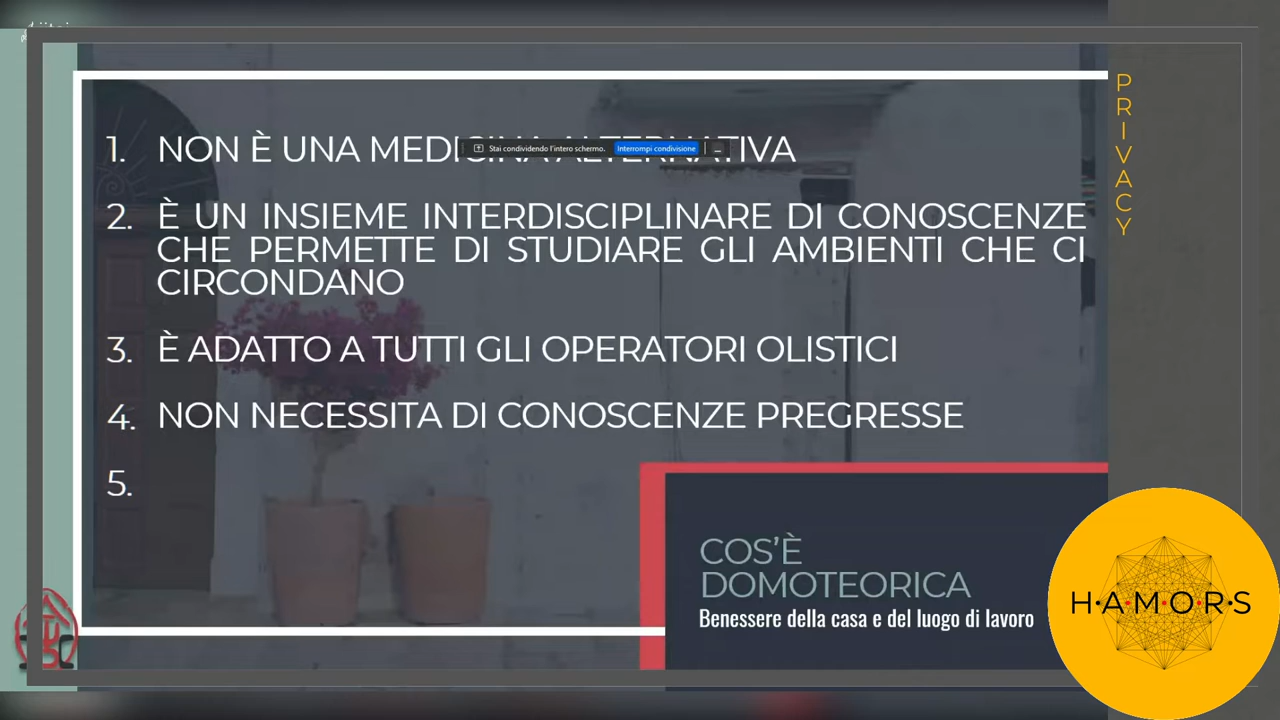 1. NON È UNA MEDICINA ALTERNATIVA
Stai condividendo l'intero schermo. Interrompi condivisione
2. È UN INSIEME INTERDISCIPLINARE DI CONOSCENZE
CHE PERMETTE DI STUDIARE GLI AMBIENTI CHE CI
CIRCONDANO
3. È ADATTO A TUTTI GLI OPERATORI OLISTICI
4. NON NECESSITA DI CONOSCENZE PREGRESSE
5.
COS'È
DOMOTEORICA
Benessere della casa e del luogo di lavoro
PRIVACY
H·A·M·O·R·S